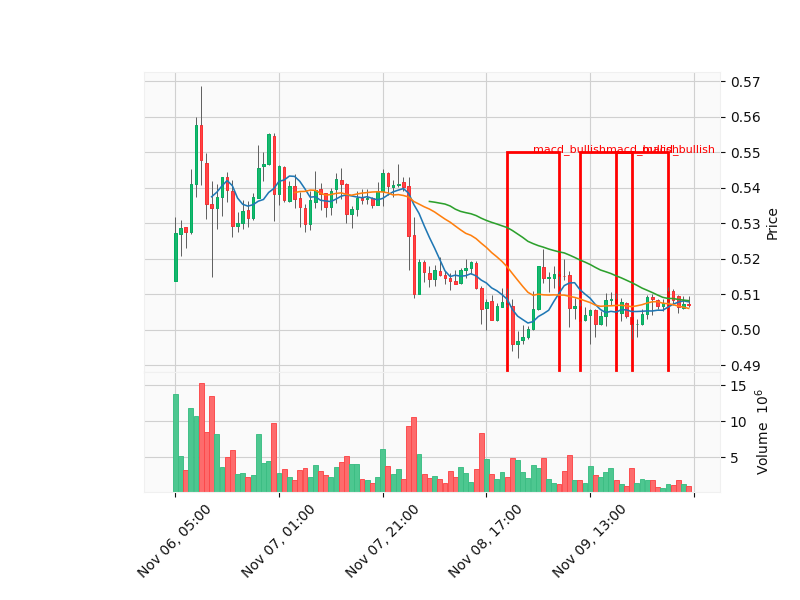 0.57
0.56
macd_bullish
macd_bullish
macd_bullish
0.55
0.54
0.53
0.52
0.51
0.50
0.49
Price
15
10
5
Volume 10^6
Nov 06, 05:00
Nov 07, 01:00
Nov 07, 21:00
Nov 08, 17:00
Nov 09, 13:00